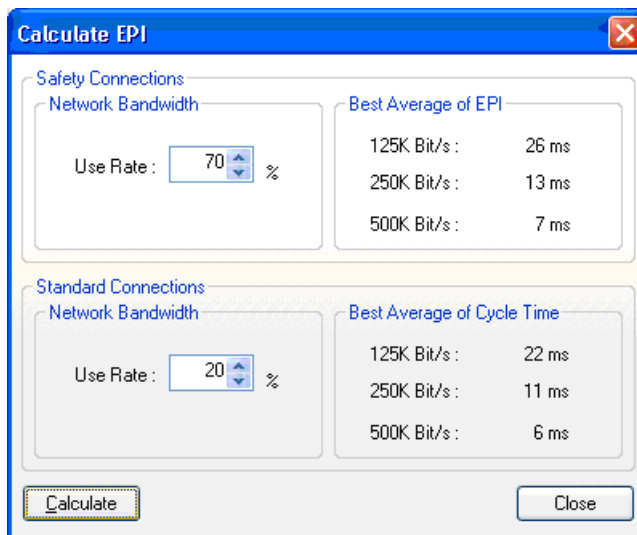 Calculate EPI
Safety Connections
Network Bandwidth
Use Rate : 70 %
Best Average of EPI
125K Bit/s : 26 ms
250K Bit/s : 13 ms
500K Bit/s : 7 ms
Standard Connections
Network Bandwidth
Use Rate : 20 %
Best Average of Cycle Time
125K Bit/s : 22 ms
250K Bit/s : 11 ms
500K Bit/s : 6 ms
Calculate
Close